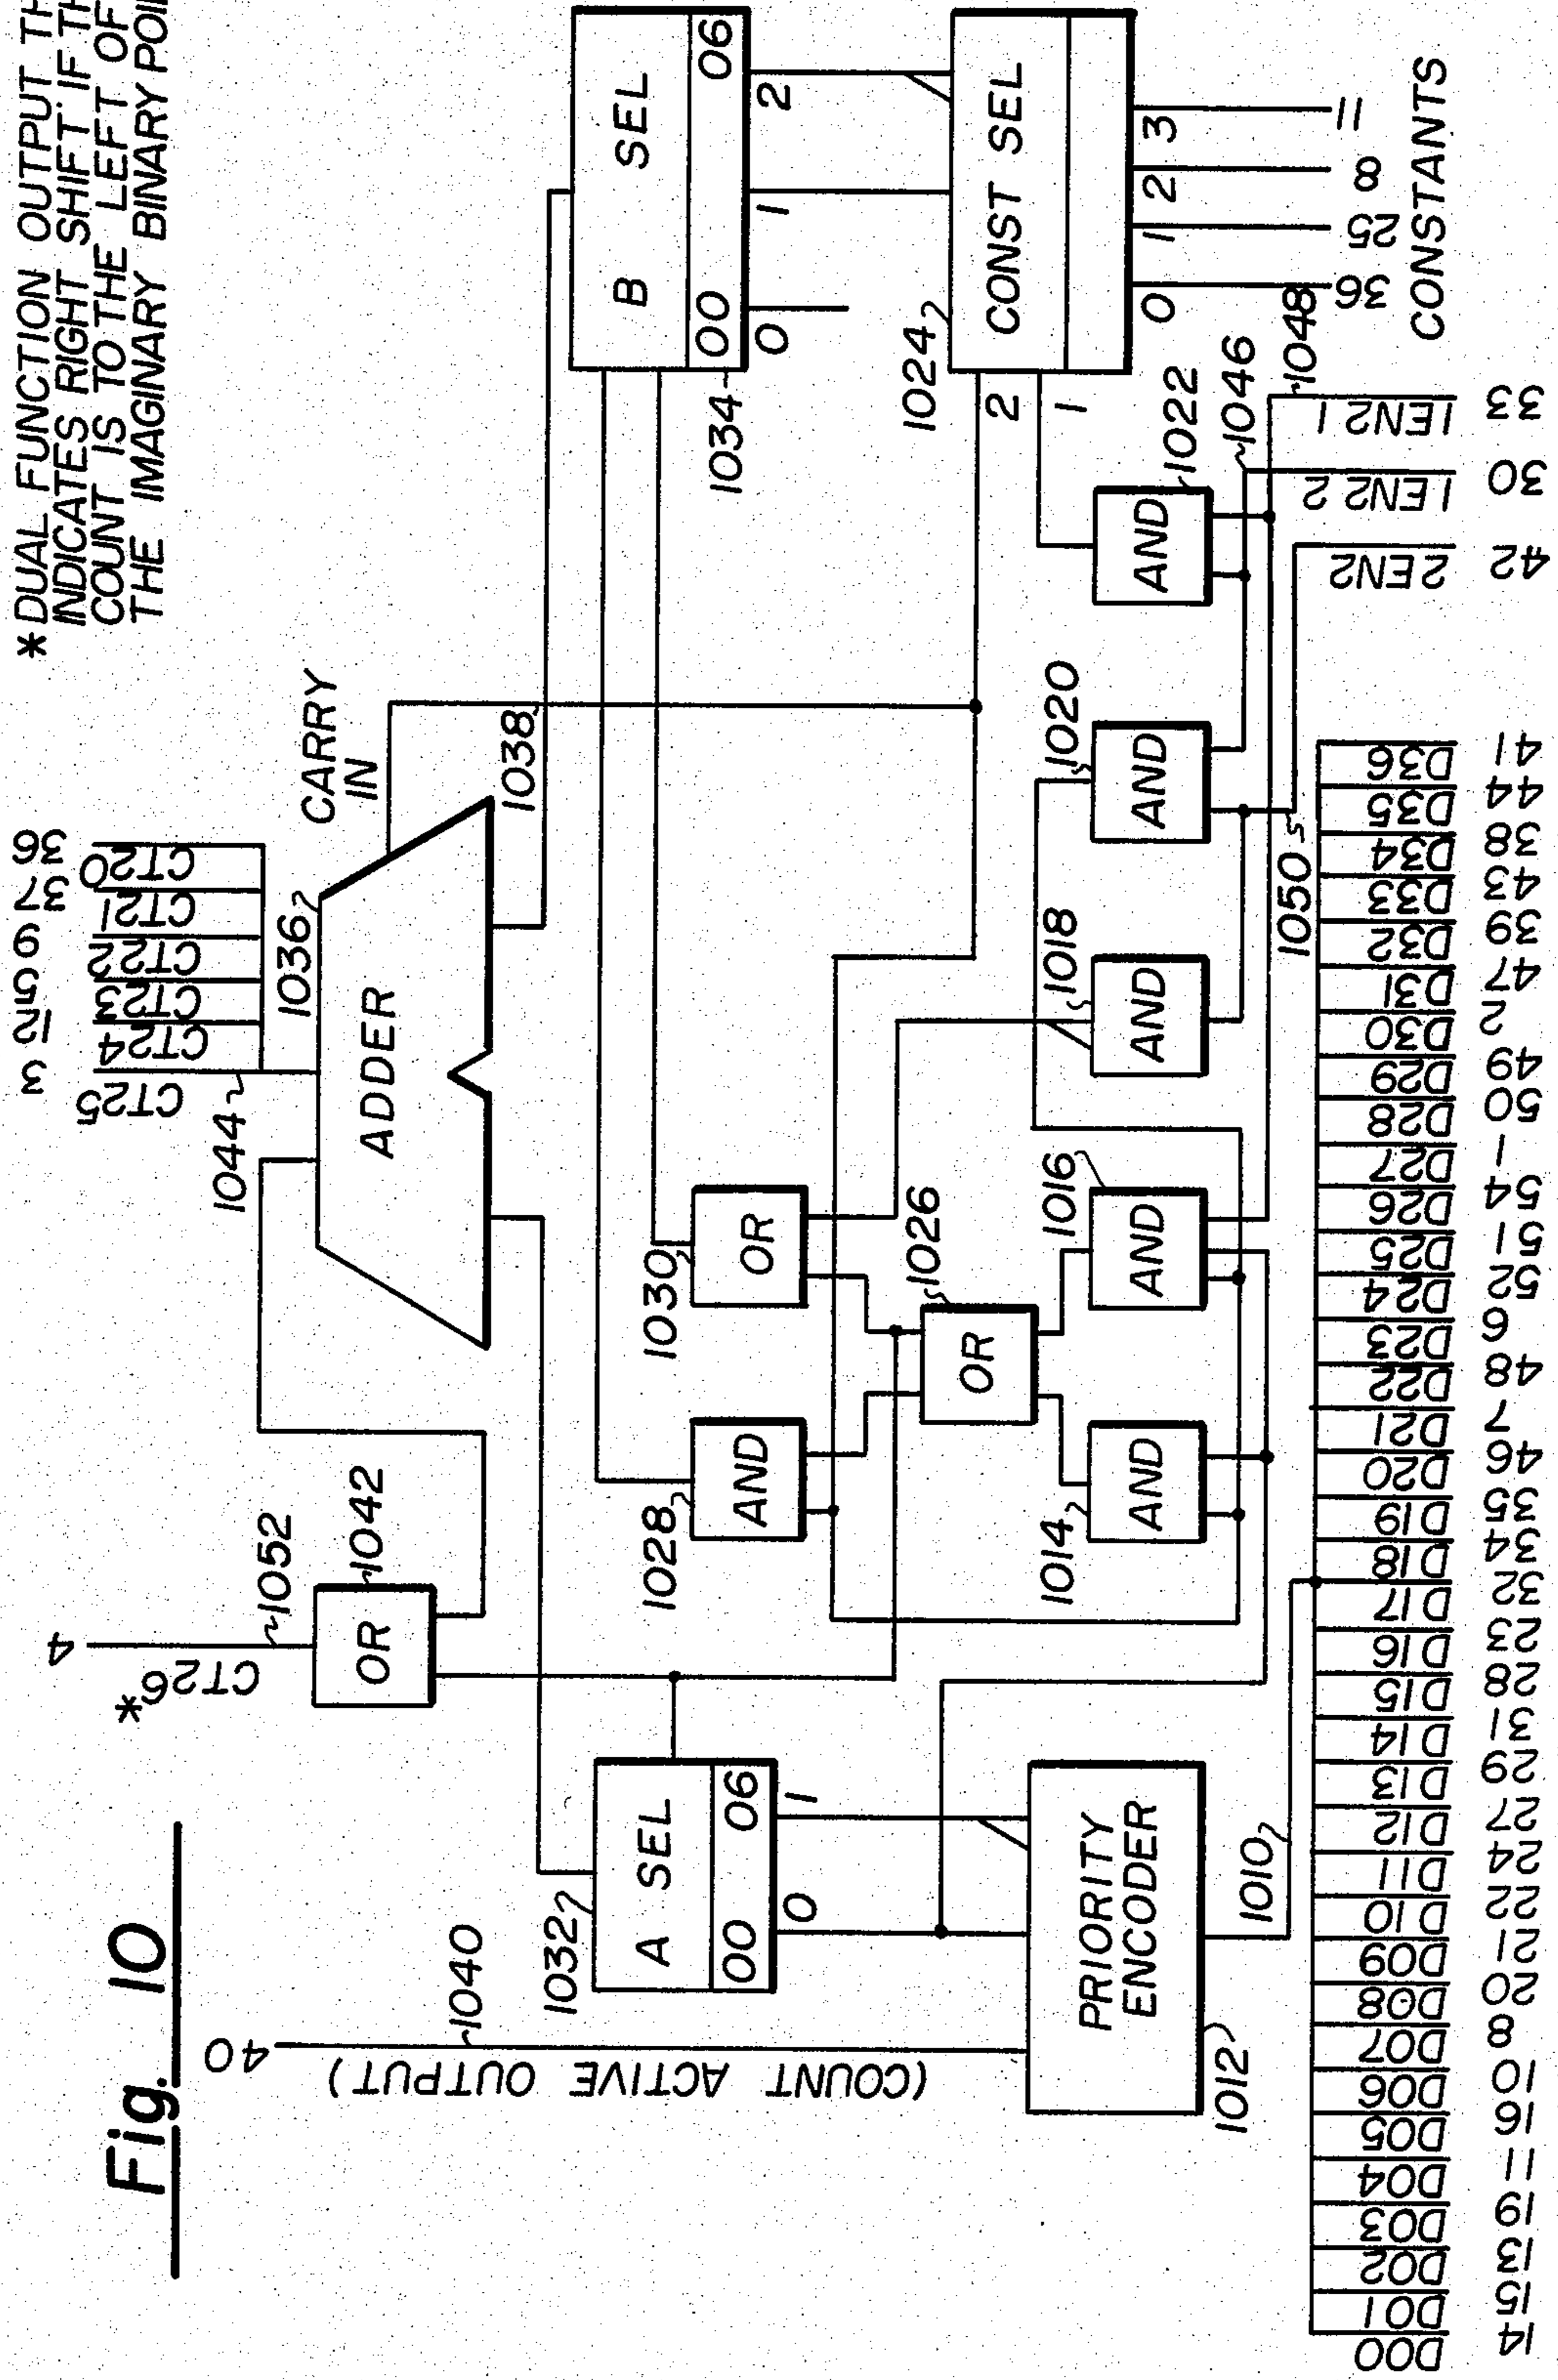 Fig. 10
*DUAL FUNCTION OUTPUT TH
INDICATES RIGHT SHIFT IF TH
COUNT IS TO THE LEFT OF
THE IMAGINARY BINARY POI
4
CT26
*
1052
OR
1042
3
12
5
9
37
36
CT25
CT24
CT23
CT22
CT21
CT20
1044
1036
ADDER
CARRY
IN
1038
40
1040
(COUNT ACTIVE OUTPUT)
1032
A SEL
00
06
0
1
B SEL
00
06
1034
0
1
2
1028
AND
1030
OR
1026
OR
1024
CONST SEL
2
1
0
1
2
3
36
25
8
11
CONSTANTS
1012
PRIORITY
ENCODER
1010
1014
AND
1016
AND
1018
AND
1020
AND
1022
AND
1046
1048
1050
2EN2
1EN2 2
1EN2 1
42
30
33
D00
D01
D02
D03
D04
D05
D06
D07
D08
D09
D10
D11
D12
D13
D14
D15
D16
D17
D18
D19
D20
D21
D22
D23
D24
D25
D26
D27
D28
D29
D30
D31
D32
D33
D34
D35
D36
14
15
13
19
11
16
10
8
20
21
22
24
27
29
31
28
23
32
34
35
46
7
48
6
52
51
54
1
50
49
2
47
39
43
38
44
41